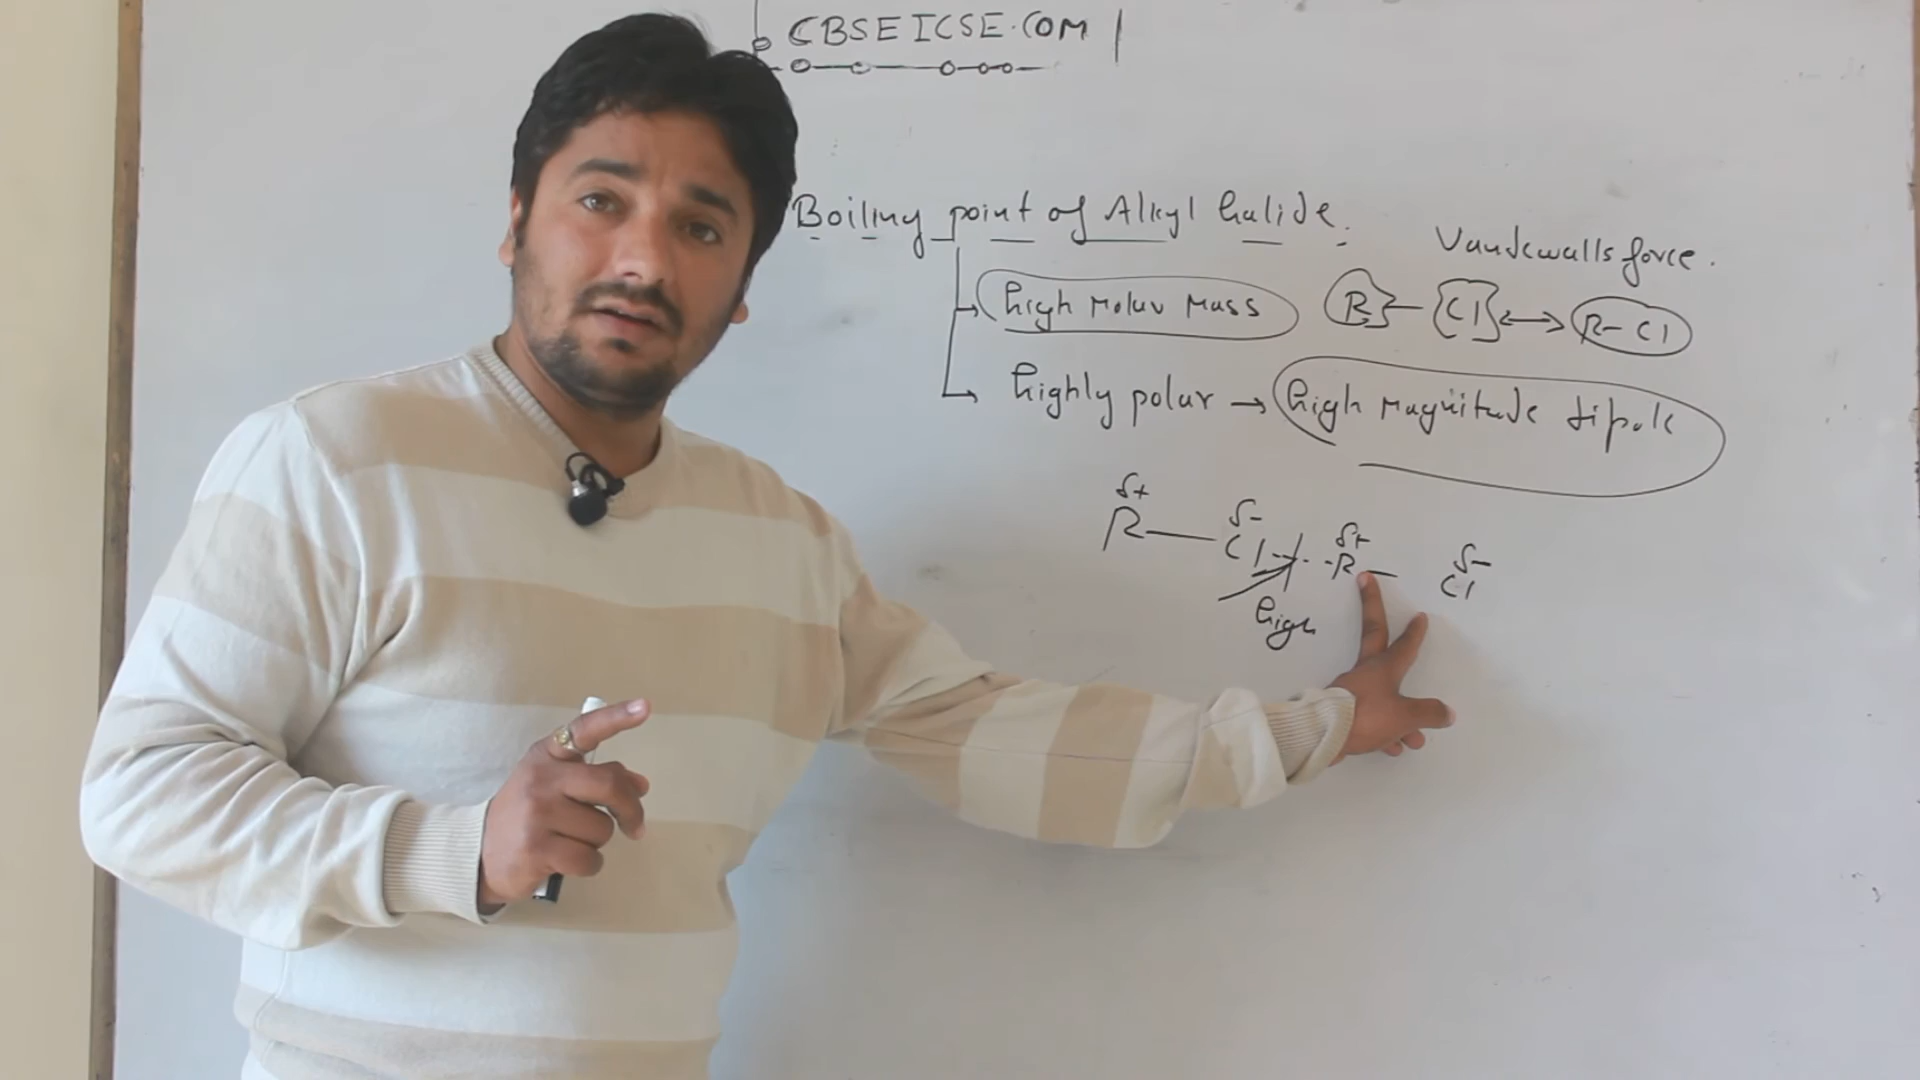 CBSEICSE.COM
Boiling point of Alkyl halide.
Vandewalls force.
high Molar Mass
R — Cl ↔ R-Cl
highly polar → high Magnitude dipole
δ+ δ- δ+ δ-
R — Cl --- R — Cl
high